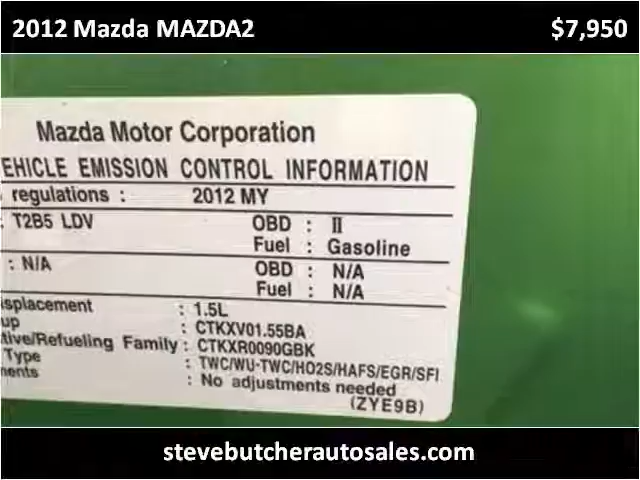 2012 Mazda MAZDA2 $7,950
Mazda Motor Corporation
EHICLE EMISSION CONTROL INFORMATION
regulations : 2012 MY
: T2B5 LDV OBD : II
Fuel : Gasoline
: N/A OBD : N/A
Fuel : N/A
isplacement : 1.5L
up : CTKXV01.55BA
tive/Refueling Family : CTKXR0090GBK
Type : TWC/WU-TWC/HO2S/HAFS/EGR/SFI
nents : No adjustments needed
(ZYE9B)
stevebutcherautosales.com